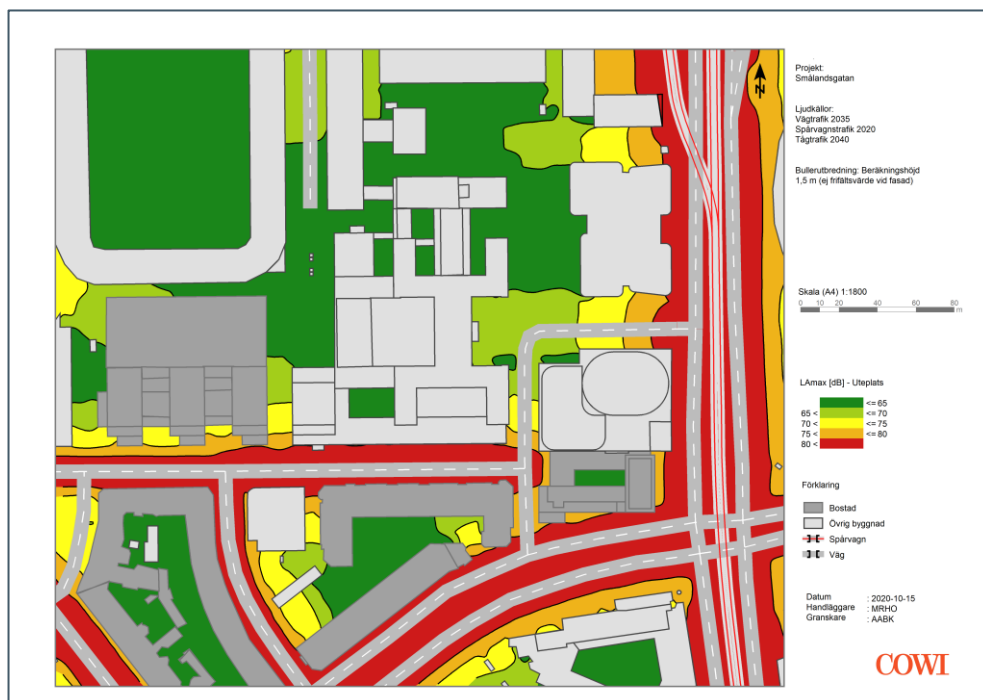 N
Projekt:
Smålandsgatan
Ljudkällor:
Vägtrafik 2035
Spårvagnstrafik 2020
Tågtrafik 2040
Bullerutbredning: Beräkningshöjd
1,5 m (ej frifältsvärde vid fasad)
Skala (A4) 1:1800
0 10 20 40 60 80
m
LAmax [dB] - Uteplats
<= 65
65 < <= 70
70 < <= 75
75 < <= 80
80 <
Förklaring
Bostad
Övrig byggnad
Spårvagn
Väg
Datum : 2020-10-15
Handläggare : MRHO
Granskare : AABK
COWI